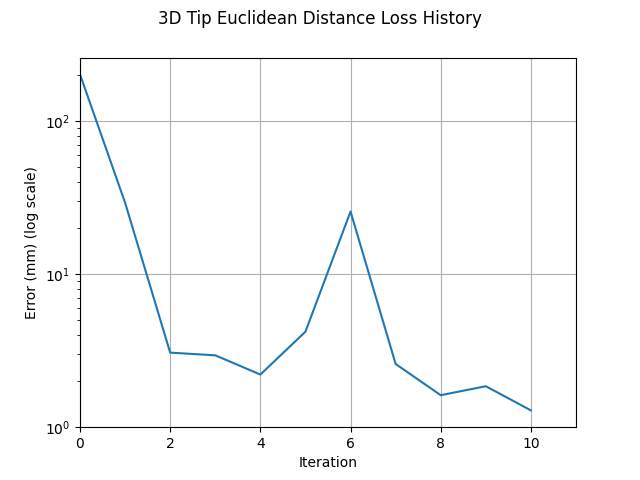 3D Tip Euclidean Distance Loss History
Error (mm) (log scale)
10²
10¹
10⁰
0 2 4 6 8 10
Iteration